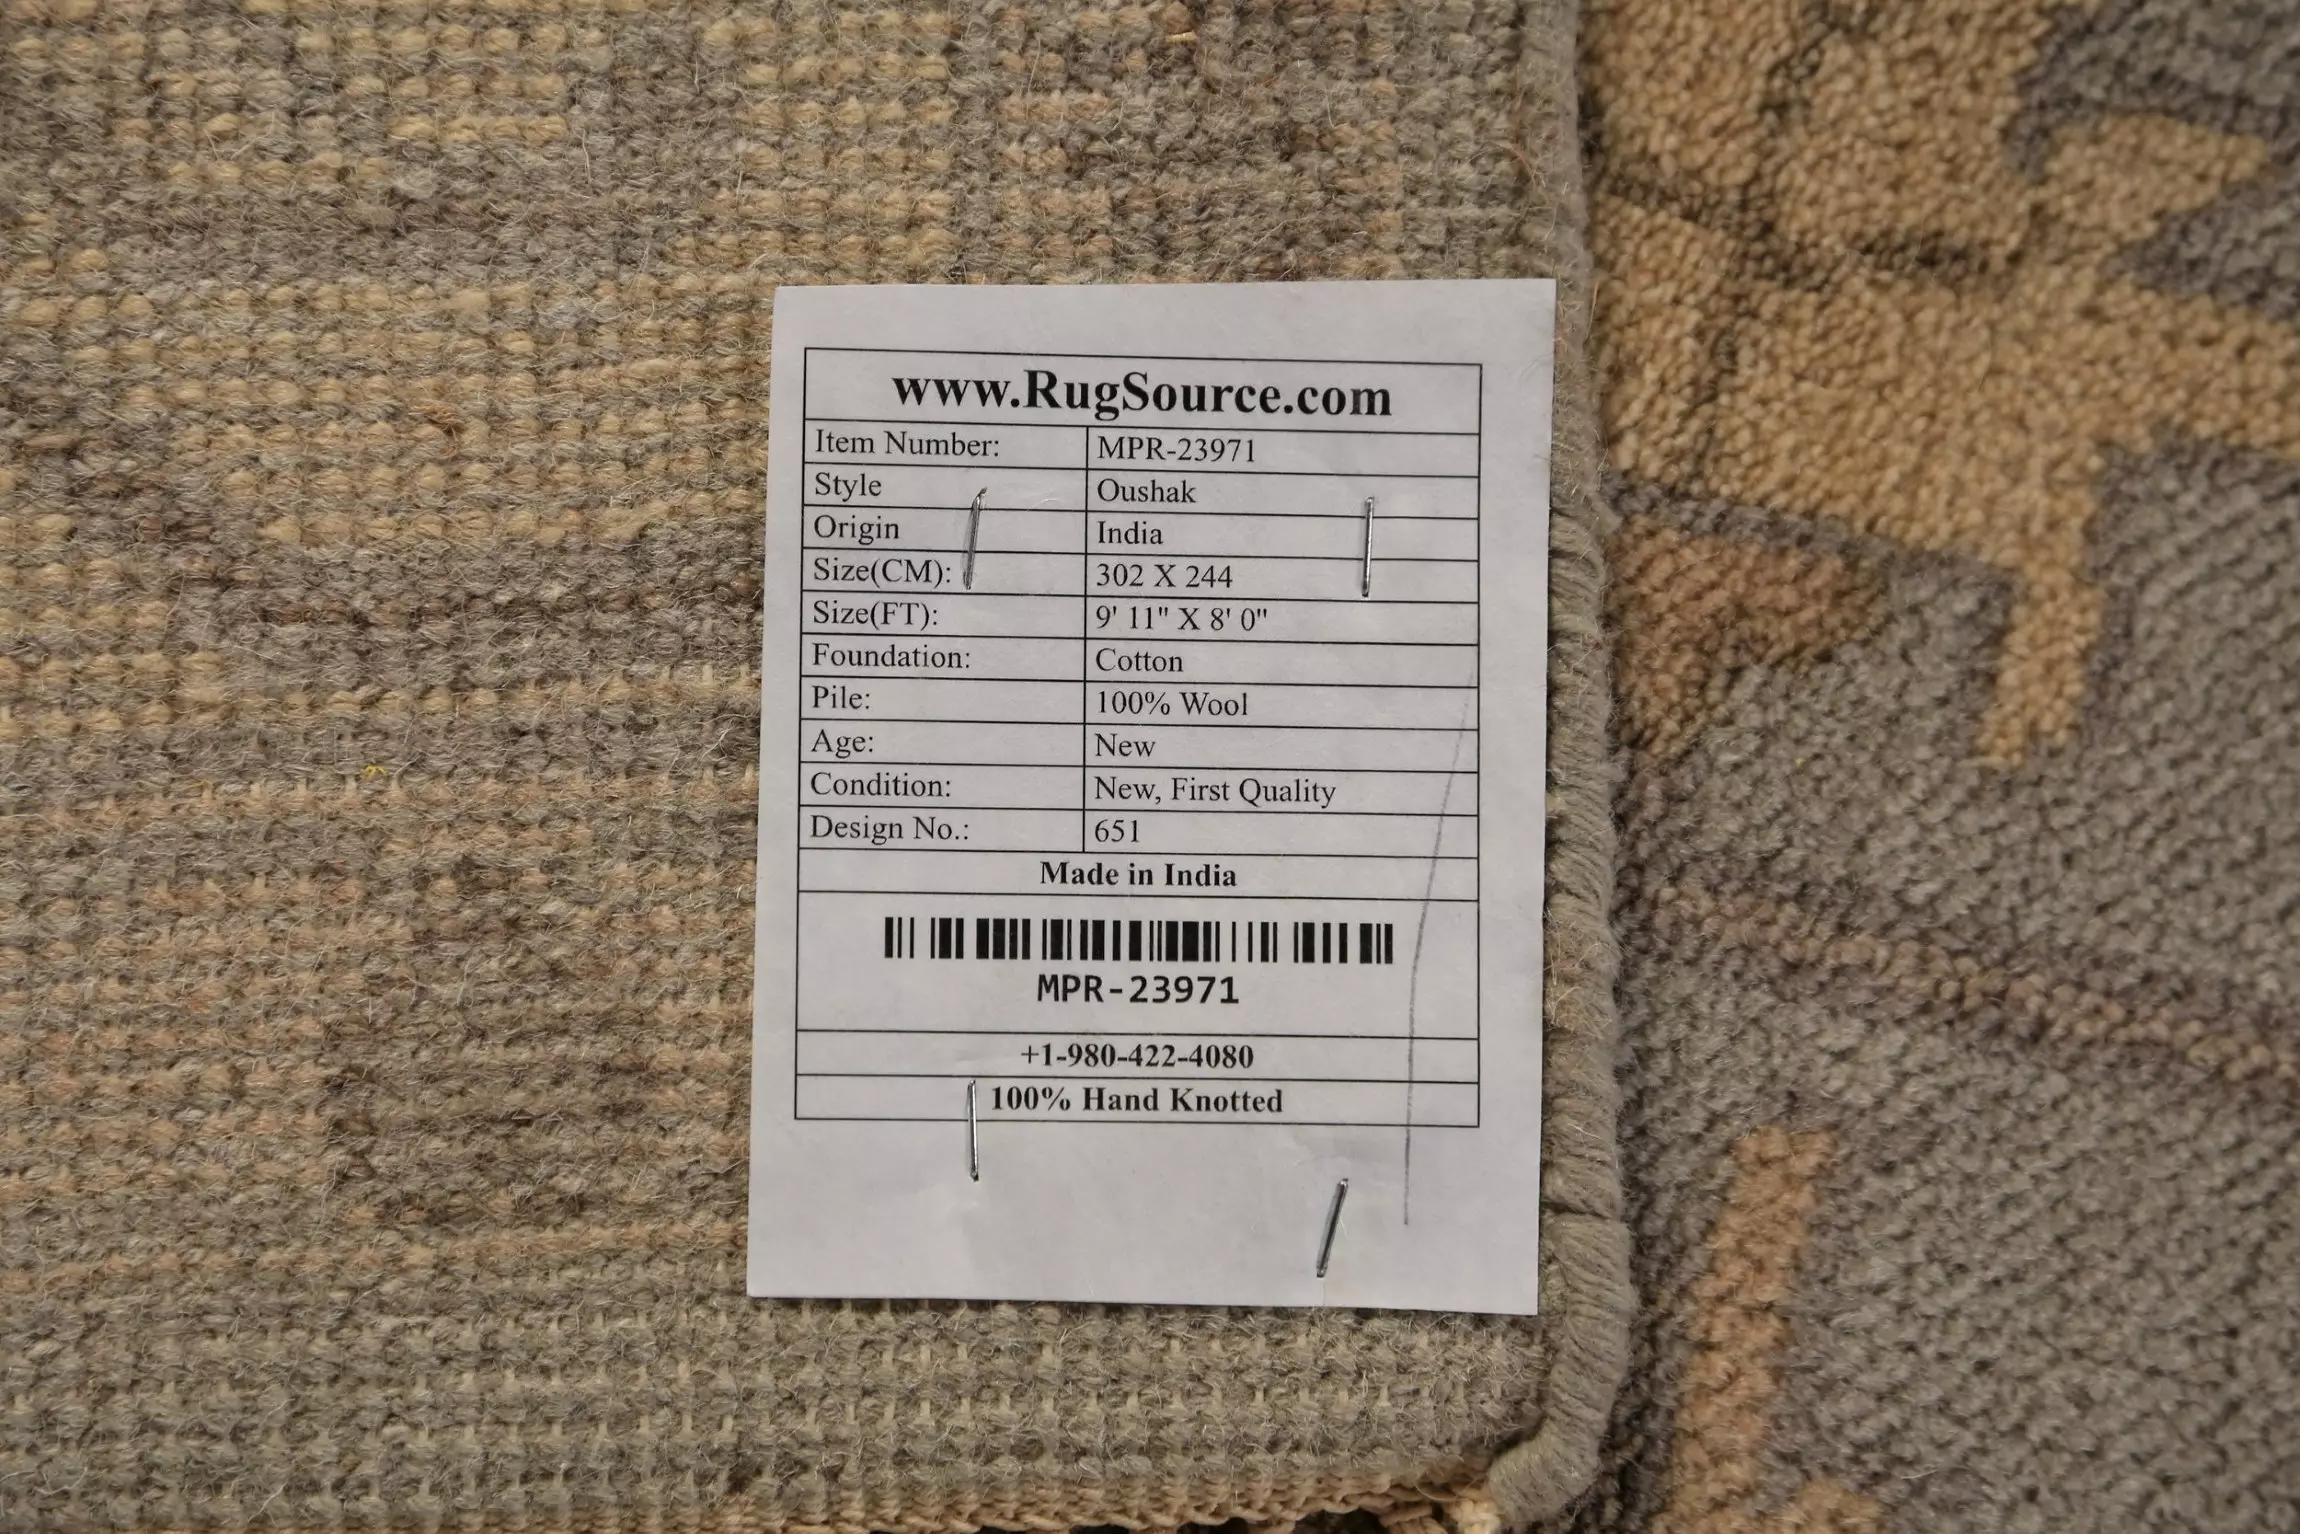 www.RugSource.com
Item Number: MPR-23971
Style Oushak
Origin India
Size(CM): 302 X 244
Size(FT): 9' 11" X 8' 0"
Foundation: Cotton
Pile: 100% Wool
Age: New
Condition: New, First Quality
Design No.: 651
Made in India
MPR-23971
+1-980-422-4080
100% Hand Knotted